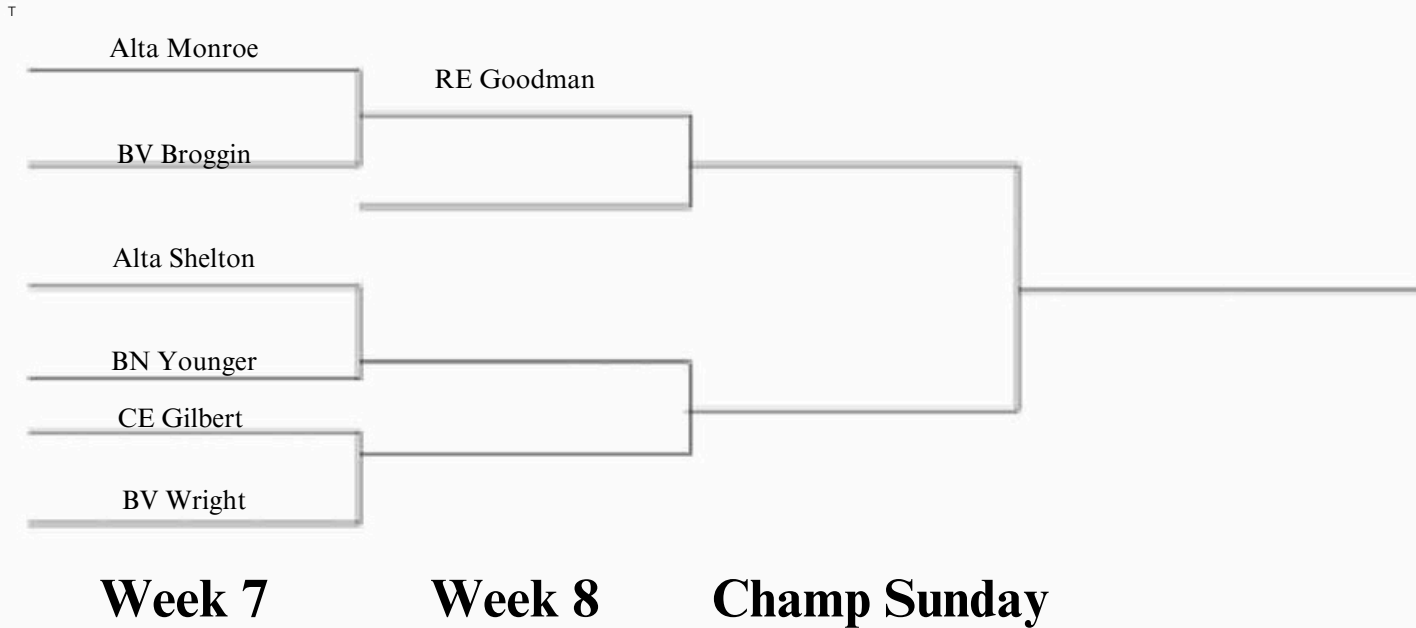 T
Alta Monroe
RE Goodman
BV Broggin
Alta Shelton
BN Younger
CE Gilbert
BV Wright
Week 7 Week 8 Champ Sunday